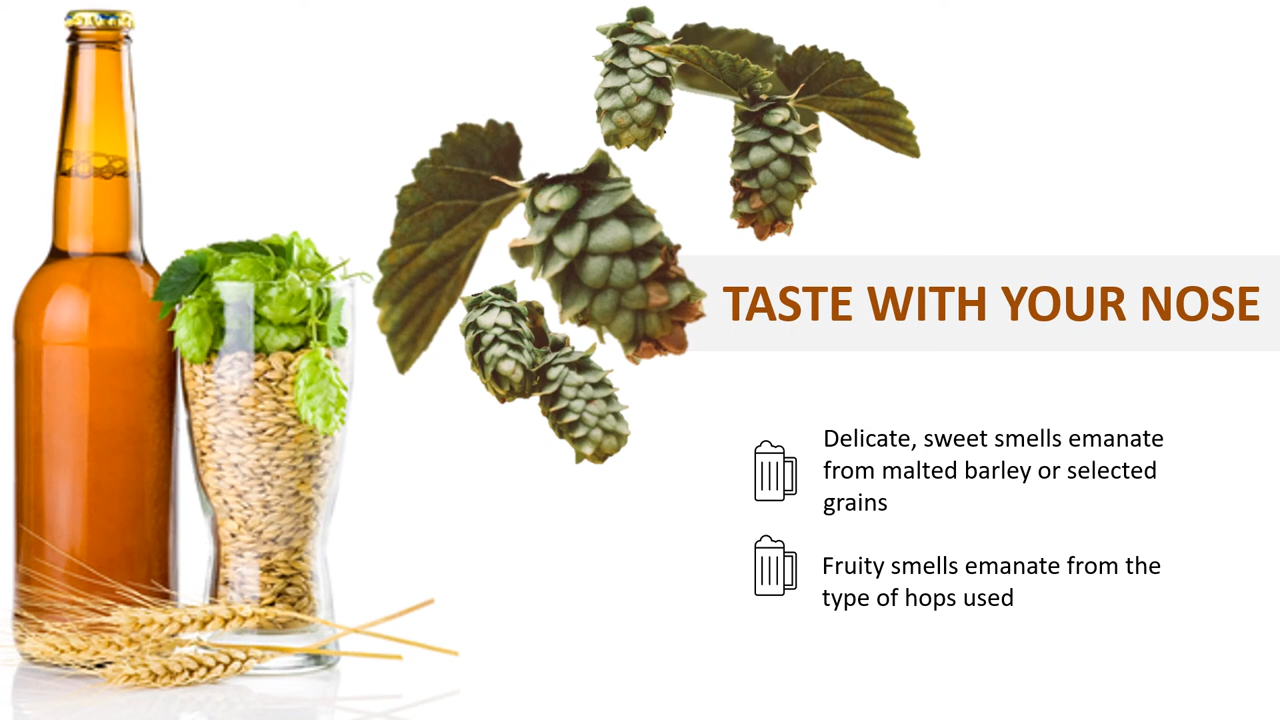 TASTE WITH YOUR NOSE
Delicate, sweet smells emanate
from malted barley or selected
grains
Fruity smells emanate from the
type of hops used